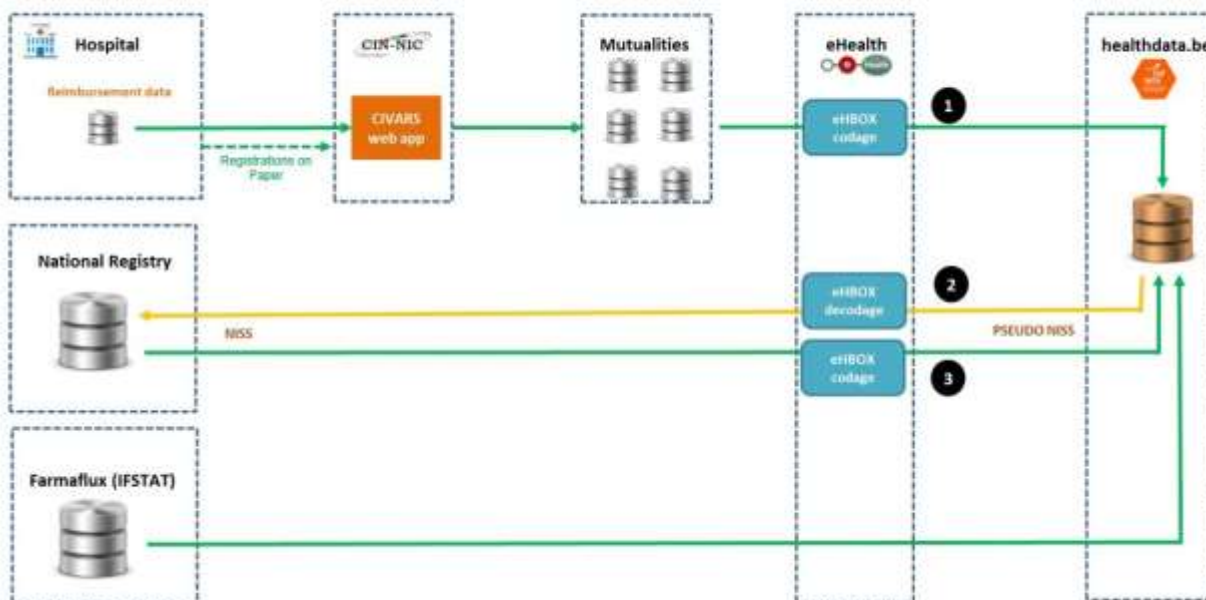 Hospital
Reimbursement data
Registrations on
Paper
CIN-NIC
CIVARS
web app
Mutualities
eHealth
eHBOX
codage
1
healthdata.be
National Registry
NISS
eHBOX
decodage
2
PSEUDO NISS
eHBOX
codage
3
Farmaflux (IFSTAT)